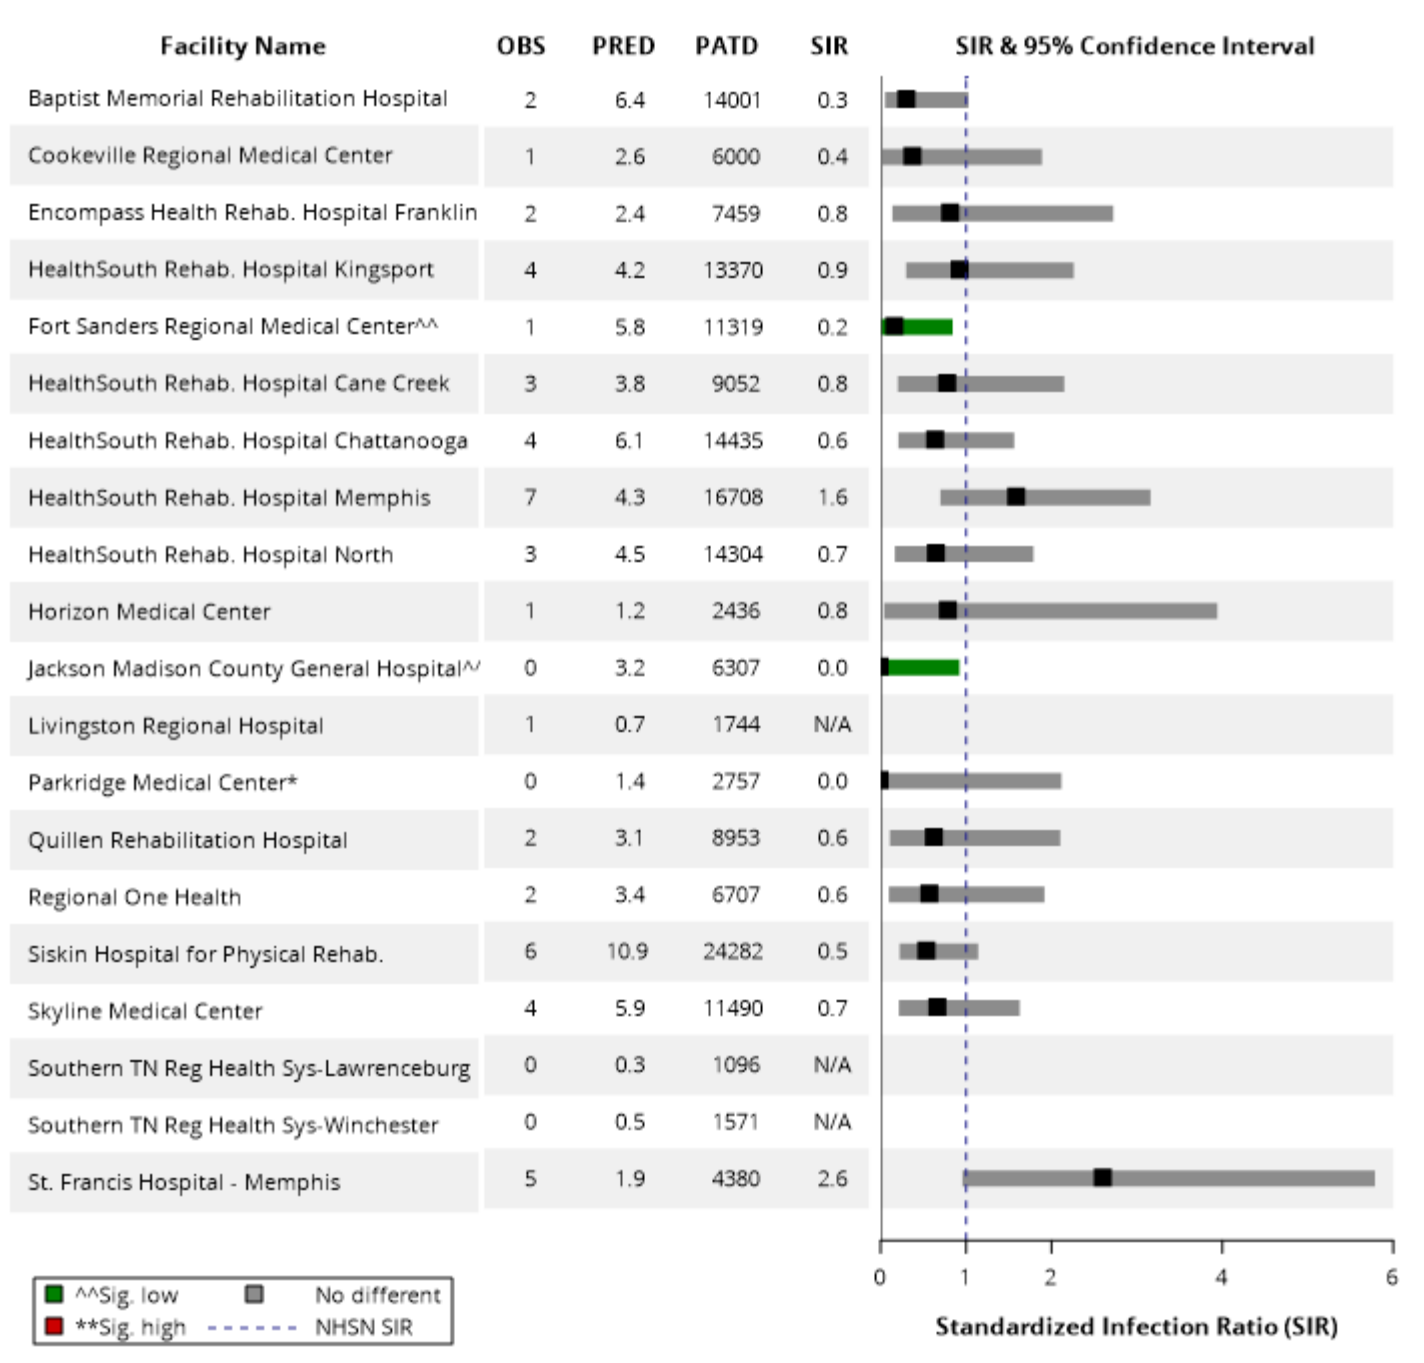 Facility Name OBS PRED PATD SIR SIR & 95% Confidence Interval
Baptist Memorial Rehabilitation Hospital 2 6.4 14001 0.3
Cookeville Regional Medical Center 1 2.6 6000 0.4
Encompass Health Rehab. Hospital Franklin 2 2.4 7459 0.8
HealthSouth Rehab. Hospital Kingsport 4 4.2 13370 0.9
Fort Sanders Regional Medical Center^^ 1 5.8 11319 0.2
HealthSouth Rehab. Hospital Cane Creek 3 3.8 9052 0.8
HealthSouth Rehab. Hospital Chattanooga 4 6.1 14435 0.6
HealthSouth Rehab. Hospital Memphis 7 4.3 16708 1.6
HealthSouth Rehab. Hospital North 3 4.5 14304 0.7
Horizon Medical Center 1 1.2 2436 0.8
Jackson Madison County General Hospital^^ 0 3.2 6307 0.0
Livingston Regional Hospital 1 0.7 1744 N/A
Parkridge Medical Center* 0 1.4 2757 0.0
Quillen Rehabilitation Hospital 2 3.1 8953 0.6
Regional One Health 2 3.4 6707 0.6
Siskin Hospital for Physical Rehab. 6 10.9 24282 0.5
Skyline Medical Center 4 5.9 11490 0.7
Southern TN Reg Health Sys-Lawrenceburg 0 0.3 1096 N/A
Southern TN Reg Health Sys-Winchester 0 0.5 1571 N/A
St. Francis Hospital - Memphis 5 1.9 4380 2.6
0 1 2 4 6
Standardized Infection Ratio (SIR)
^^Sig. low No different
**Sig. high NHSN SIR